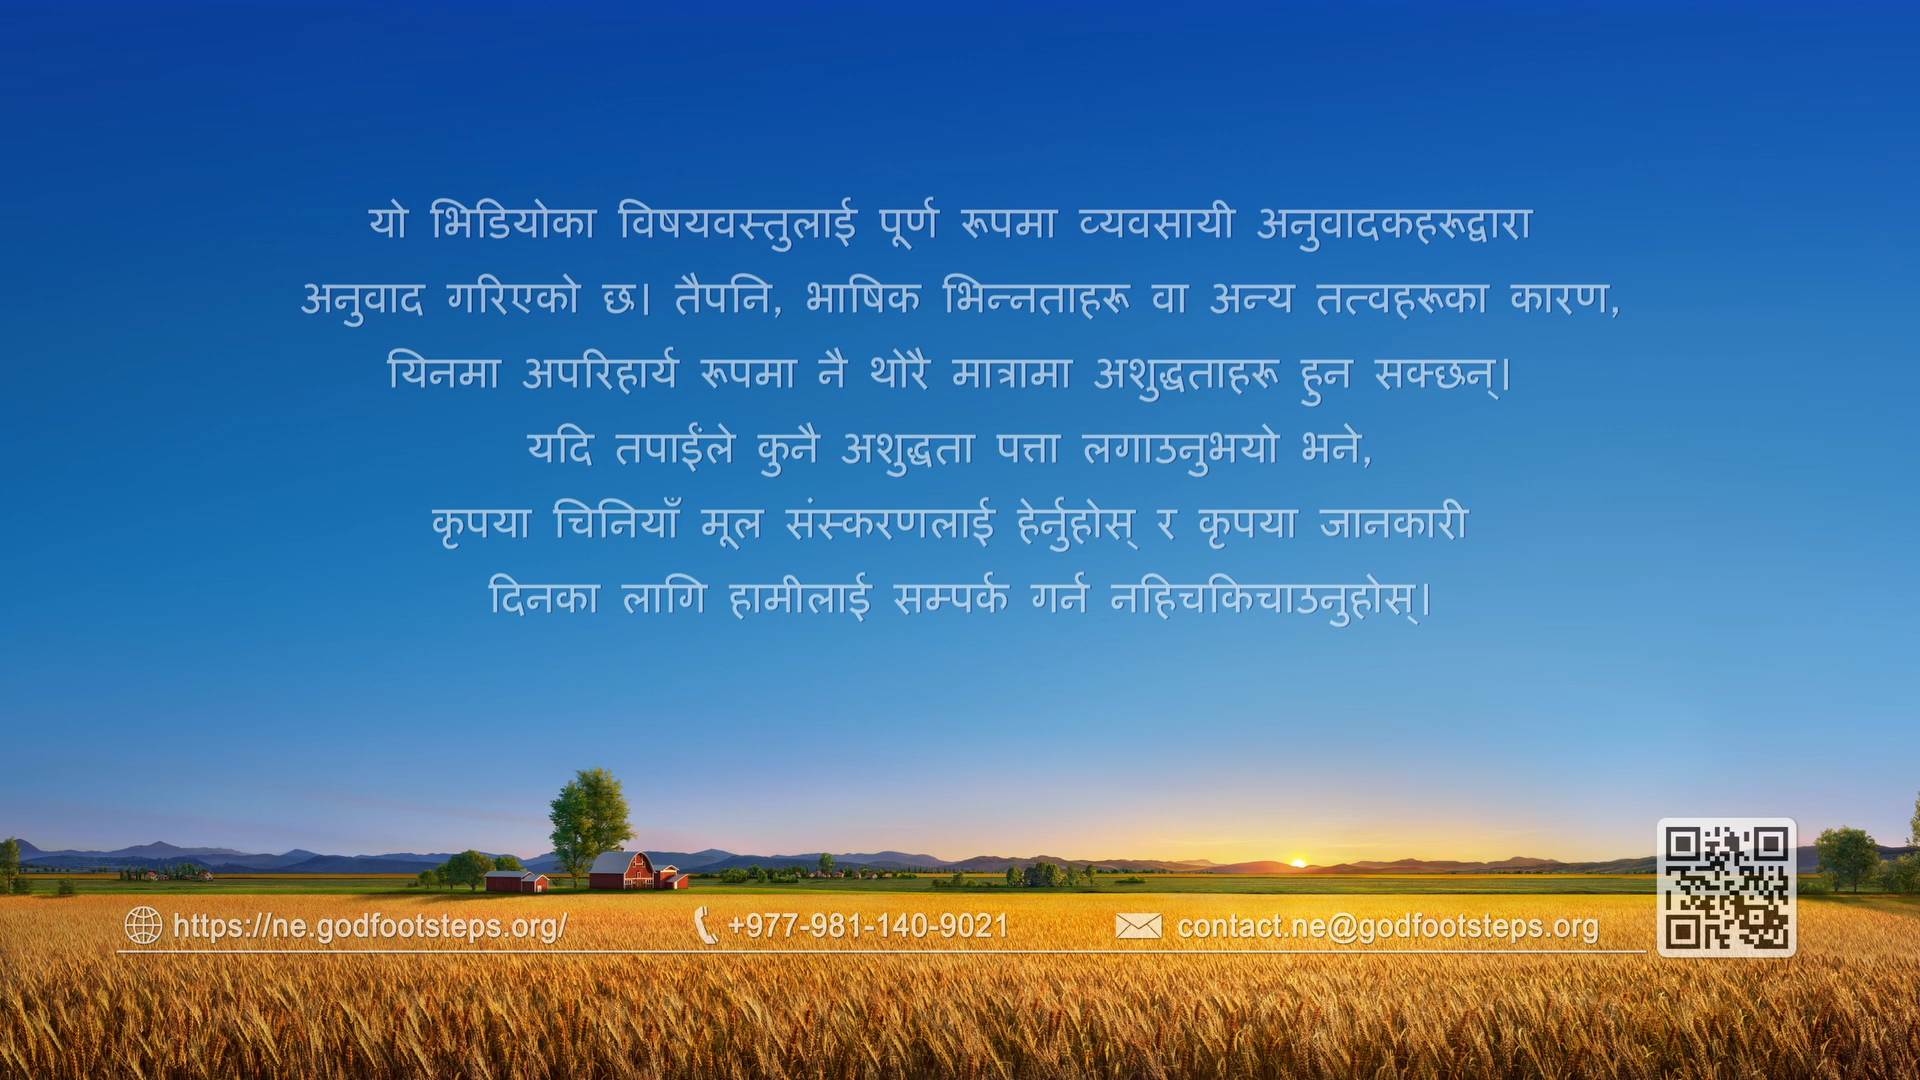 यो भिडियोका विषयवस्तुलाई पूर्ण रूपमा व्यवसायी अनुवादकहरूद्वारा
अनुवाद गरिएको छ। तैपनि, भाषिक भिन्नताहरू वा अन्य तत्वहरूका कारण,
यिनमा अपरिहार्य रूपमा नै थोरै मात्रामा अशुद्धताहरू हुन सक्छन्।
यदि तपाईंले कुनै अशुद्धता पत्ता लगाउनुभयो भने,
कृपया चिनियाँ मूल संस्करणलाई हेर्नुहोस् र कृपया जानकारी
दिनका लागि हामीलाई सम्पर्क गर्न नहिचकिचाउनुहोस्।
https://ne.godfootsteps.org/ +977-981-140-9021 contact.ne@godfootsteps.org